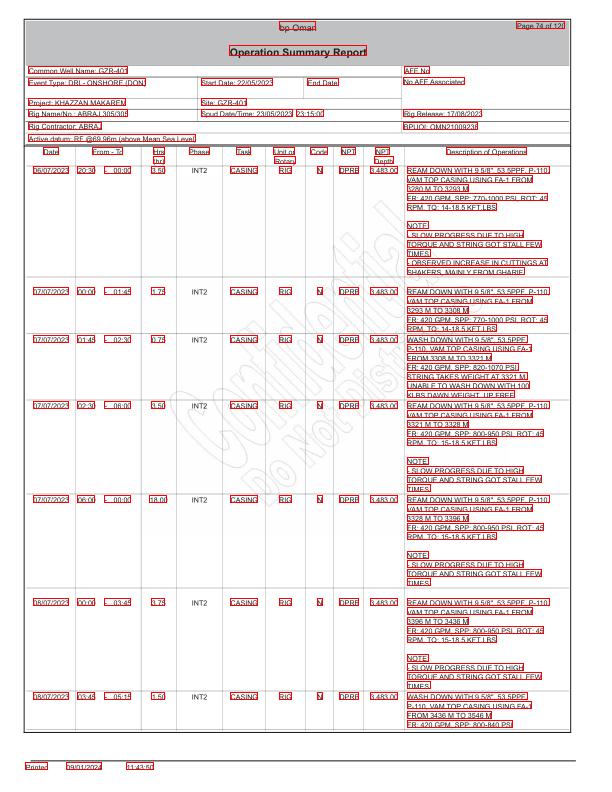 bp Oman
Page 74 of 120
Operation Summary Report
Common Well Name: GZR-401
AFE No
Event Type: DRL- ONSHORE (DON)
Start Date: 22/05/2023
End Date:
No AFE Associated
Project: KHAZZAN MAKAREM
Site: GZR-401
Rig Name/No.: ABRAJ 305/305
Spud Date/Time: 23/05/2023 23:15:00
Rig Release: 17/08/2023
Rig Contractor: ABRAJ
BPUOI: OMN21009236
Active datum: RF @69.96m (above Mean Sea Level)
Date From - To Hrs (hr) Phase Task Unit or Rotary Code NPT NPT Depth Description of Operations
06/07/2023 20:30 - 00:00 3.50 INT2 CASING RIG N DPRB 3,483.00 REAM DOWN WITH 9.5/8", 53.5PPF, P-110,
VAM TOP CASING USING FA-1 FROM
3280 M TO 3293 M
FR: 420 GPM, SPP: 770-1000 PSI, ROT: 45
RPM, TQ: 14-18.5 KFT.LBS
NOTE:
- SLOW PROGRESS DUE TO HIGH
TORQUE AND STRING GOT STALL FEW
TIMES.
- OBSERVED INCREASE IN CUTTINGS AT
SHAKERS, MAINLY FROM GHARIF.
07/07/2023 00:00 - 01:45 1.75 INT2 CASING RIG N DPRB 3,483.00 REAM DOWN WITH 9.5/8", 53.5PPF, P-110,
VAM TOP CASING USING FA-1 FROM
3293 M TO 3308 M
FR: 420 GPM, SPP: 770-1000 PSI, ROT: 45
RPM, TQ: 14-18.5 KFT.LBS
07/07/2023 01:45 - 02:30 0.75 INT2 CASING RIG N DPRB 3,483.00 WASH DOWN WITH 9.5/8", 53.5PPF,
P-110, VAM TOP CASING USING FA-1
FROM 3308 M TO 3321 M
FR: 420 GPM, SPP: 820-1070 PSI
STRING TAKES WEIGHT AT 3321 M,
UNABLE TO WASH DOWN WITH 100
KLBS DAWN WEIGHT, UP FREE
07/07/2023 02:30 - 06:00 3.50 INT2 CASING RIG N DPRB 3,483.00 REAM DOWN WITH 9.5/8", 53.5PPF, P-110,
VAM TOP CASING USING FA-1 FROM
3321 M TO 3328 M
FR: 420 GPM, SPP: 800-950 PSI, ROT: 45
RPM, TQ: 15-18.5 KFT.LBS
NOTE:
- SLOW PROGRESS DUE TO HIGH
TORQUE AND STRING GOT STALL FEW
TIMES.
07/07/2023 06:00 - 00:00 18.00 INT2 CASING RIG N DPRB 3,483.00 REAM DOWN WITH 9.5/8", 53.5PPF, P-110,
VAM TOP CASING USING FA-1 FROM
3328 M TO 3396 M
FR: 420 GPM, SPP: 800-950 PSI, ROT: 45
RPM, TQ: 15-18.5 KFT.LBS
NOTE:
- SLOW PROGRESS DUE TO HIGH
TORQUE AND STRING GOT STALL FEW
TIMES.
08/07/2023 00:00 - 03:45 3.75 INT2 CASING RIG N DPRB 3,483.00 REAM DOWN WITH 9.5/8", 53.5PPF, P-110,
VAM TOP CASING USING FA-1 FROM
3396 M TO 3436 M
FR: 420 GPM, SPP: 800-950 PSI, ROT: 45
RPM, TQ: 15-18.5 KFT.LBS
NOTE:
- SLOW PROGRESS DUE TO HIGH
TORQUE AND STRING GOT STALL FEW
TIMES.
08/07/2023 03:45 - 05:15 1.50 INT2 CASING RIG N DPRB 3,483.00 WASH DOWN WITH 9.5/8", 53.5PPF,
P-110, VAM TOP CASING USING FA-1
FROM 3436 M TO 3546 M
FR: 420 GPM, SPP: 800-840 PSI
Confidential
Printed 09/01/2024 11:43:50